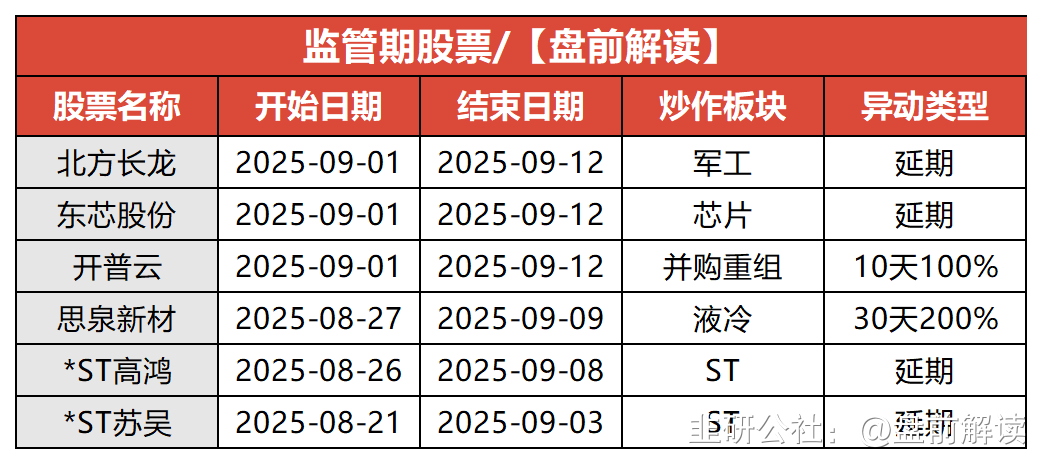 监管期股票/【盘前解读】
股票名称 开始日期 结束日期 炒作板块 异动类型
北方长龙 2025-09-01 2025-09-12 军工 延期
东芯股份 2025-09-01 2025-09-12 芯片 延期
开普云 2025-09-01 2025-09-12 并购重组 10天100%
思泉新材 2025-08-27 2025-09-09 液冷 30天200%
*ST高鸿 2025-08-26 2025-09-08 ST 延期
*ST苏吴 2025-08-21 2025-09-03 ST 延期
韭研公社：@盘前解读